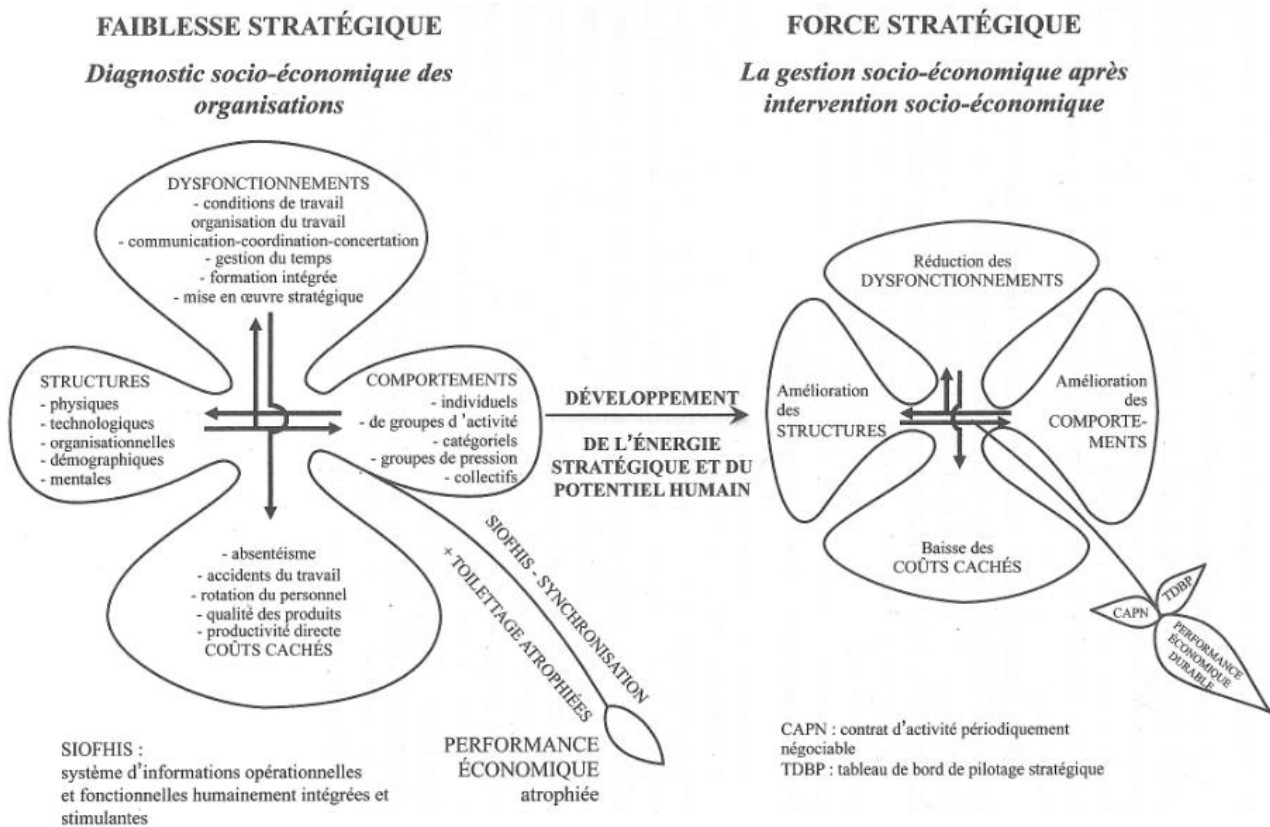 FAIBLESSE STRATÉGIQUE
Diagnostic socio-économique des
organisations
DYSFONCTIONNEMENTS
- conditions de travail
organisation du travail
- communication-coordination-concertation
- gestion du temps
- formation intégrée
- mise en œuvre stratégique
STRUCTURES
- physiques
- technologiques
- organisationnelles
- démographiques
- mentales
COMPORTEMENTS
- individuels
- de groupes d'activité
- catégoriels
- groupes de pression
- collectifs
- absentéisme
- accidents du travail
- rotation du personnel
- qualité des produits
- productivité directe
COÛTS CACHÉS
SIOFHIS - SYNCHRONISATION
+ TOILETTAGE ATROPHIÉES
PERFORMANCE
ÉCONOMIQUE
atrophiée
SIOFHIS :
système d'informations opérationnelles
et fonctionnelles humainement intégrées et
stimulantes
DÉVELOPPEMENT
DE L'ÉNERGIE
STRATÉGIQUE ET DU
POTENTIEL HUMAIN
FORCE STRATÉGIQUE
La gestion socio-économique après
intervention socio-économique
Réduction des
DYSFONCTIONNEMENTS
Amélioration
des
STRUCTURES
Amélioration
des
COMPORTE-
MENTS
Baisse des
COÛTS CACHÉS
CAPN
TDBP
PERFORMANCE
ÉCONOMIQUE
DURABLE
CAPN : contrat d'activité périodiquement
négociable
TDBP : tableau de bord de pilotage stratégique